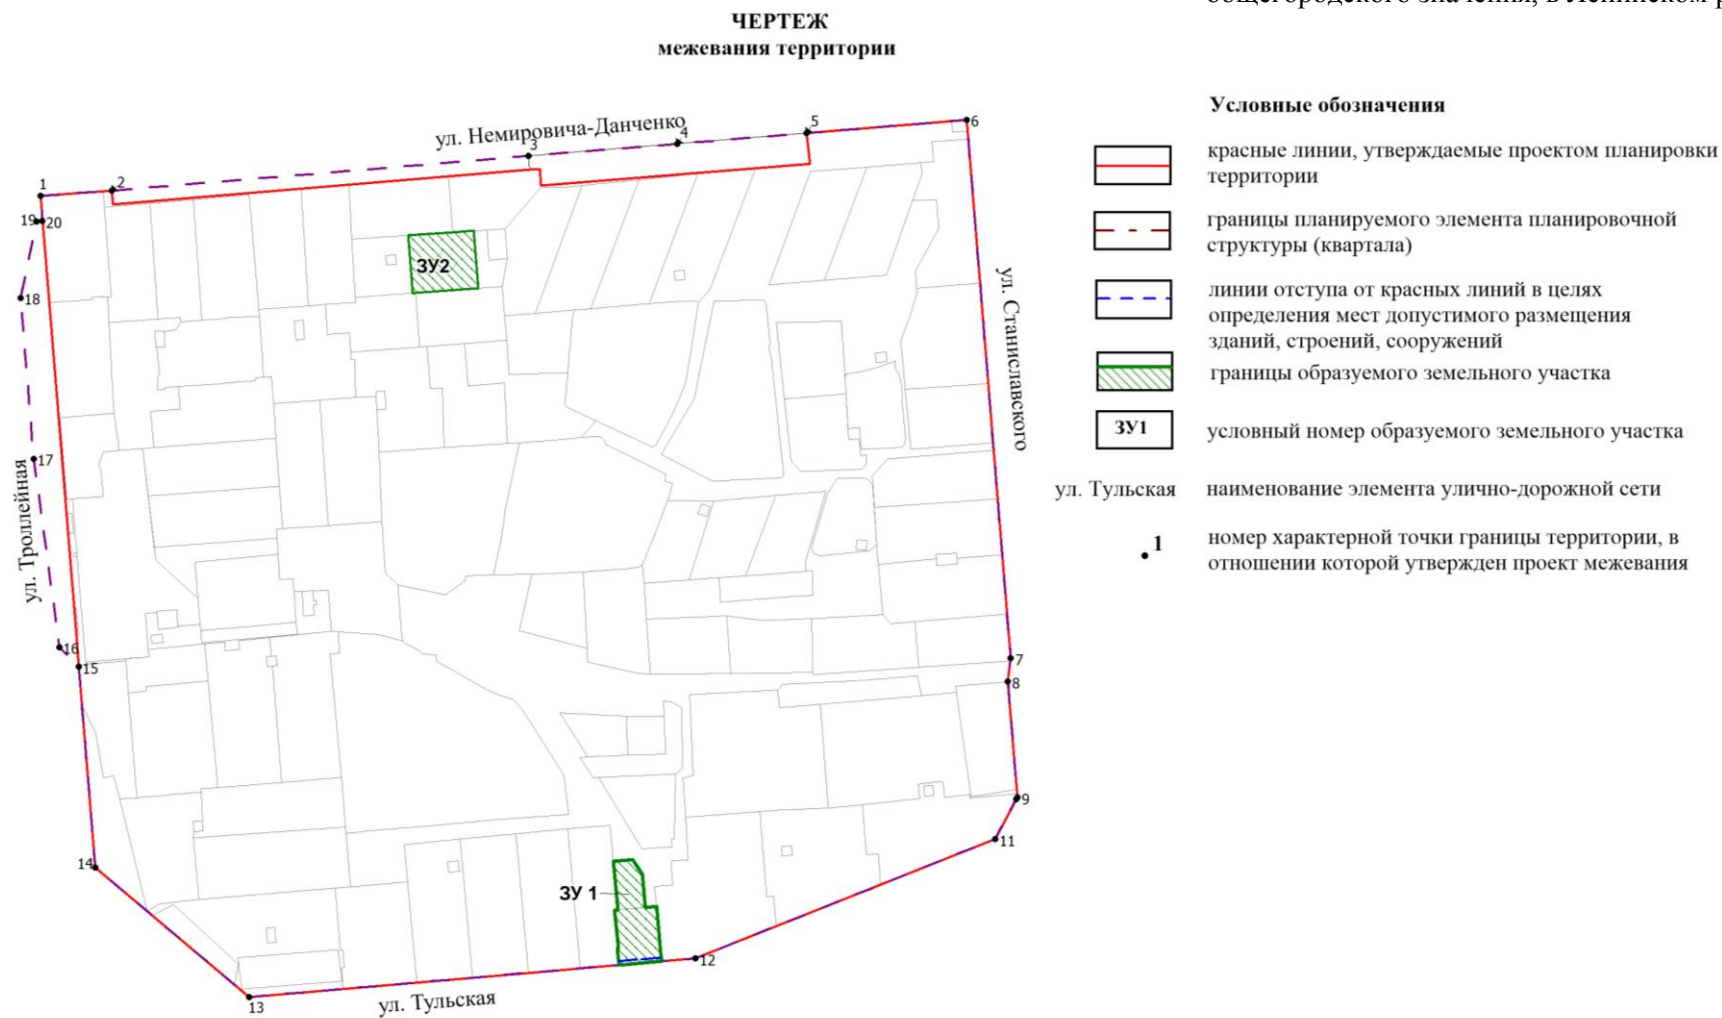 общегородского значения, в Ленинском р
ЧЕРТЕЖ
межевания территории
ул. Немировича-Данченко
1
2
3
4
5
6
19
20
18
17
16
15
14
13
12
11
9
8
7
ЗУ2
ЗУ 1
ул. Троллейная
ул. Станиславского
ул. Тульская
Условные обозначения
красные линии, утверждаемые проектом планировки
территории
границы планируемого элемента планировочной
структуры (квартала)
линии отступа от красных линий в целях
определения мест допустимого размещения
зданий, строений, сооружений
границы образуемого земельного участка
ЗУ1
условный номер образуемого земельного участка
ул. Тульская
наименование элемента улично-дорожной сети
1
номер характерной точки границы территории, в
отношении которой утвержден проект межевания